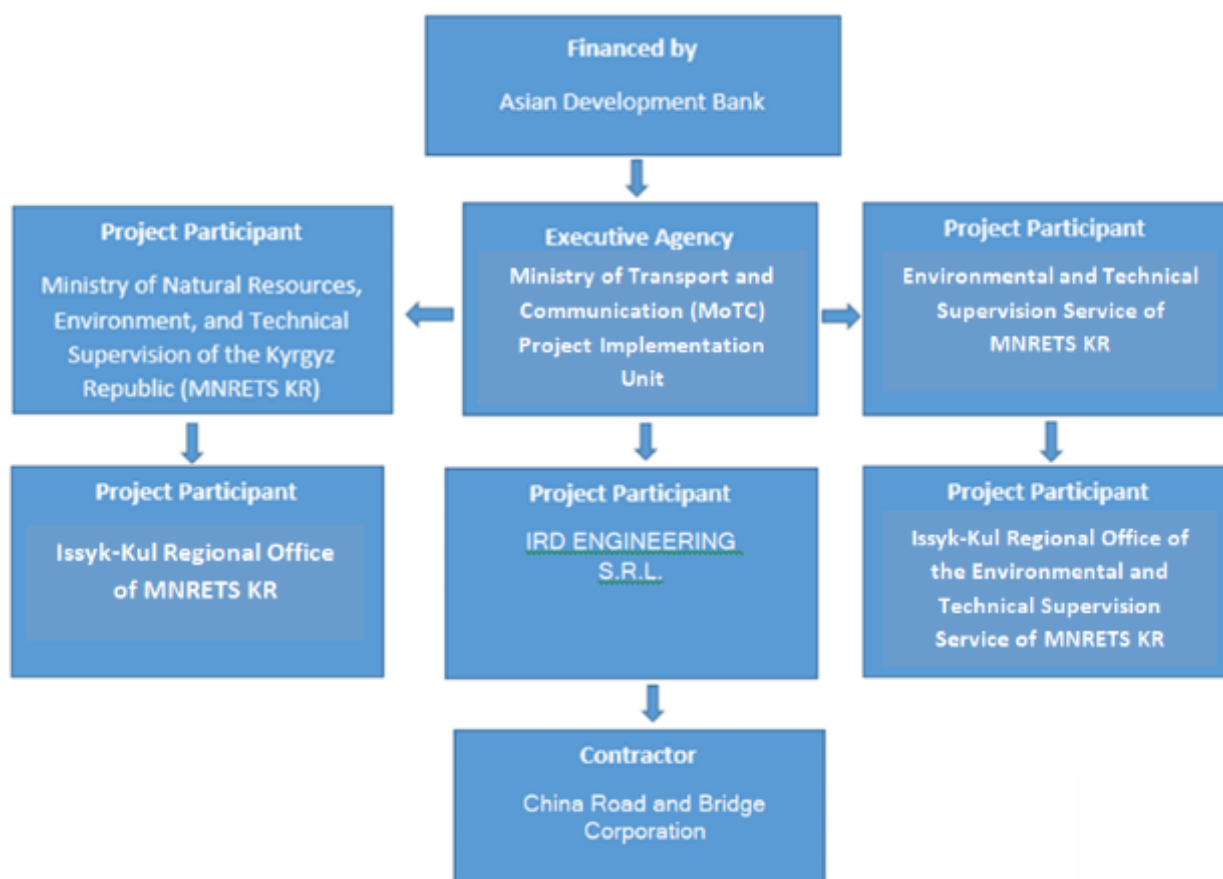 Financed by
Asian Development Bank
Project Participant
Ministry of Natural Resources,
Environment, and Technical
Supervision of the Kyrgyz
Republic (MNRETS KR)
Executive Agency
Ministry of Transport and
Communication (MoTC)
Project Implementation
Unit
Project Participant
Environmental and Technical
Supervision Service of
MNRETS KR
Project Participant
Issyk-Kul Regional Office
of MNRETS KR
Project Participant
IRD ENGINEERING
S.R.L.
Project Participant
Issyk-Kul Regional Office of
the Environmental and
Technical Supervision
Service of MNRETS KR
Contractor
China Road and Bridge
Corporation